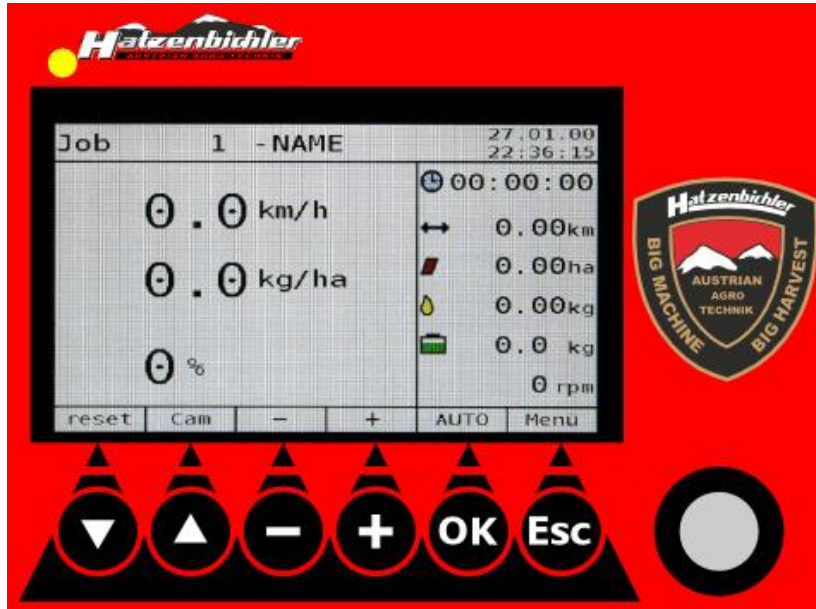 Hatzenbichler
AUSTRIAN AGRO TECHNIK
Job 1 -NAME
27.01.00
22:36:15
0.0 km/h
0.0 kg/ha
0 %
00:00:00
0.00km
0.00ha
0.00kg
0.0 kg
0 rpm
reset Cam - + AUTO Menu
OK Esc
Hatzenbichler
BIG MACHINE
AUSTRIAN
AGRO
TECHNIK
BIG HARVEST